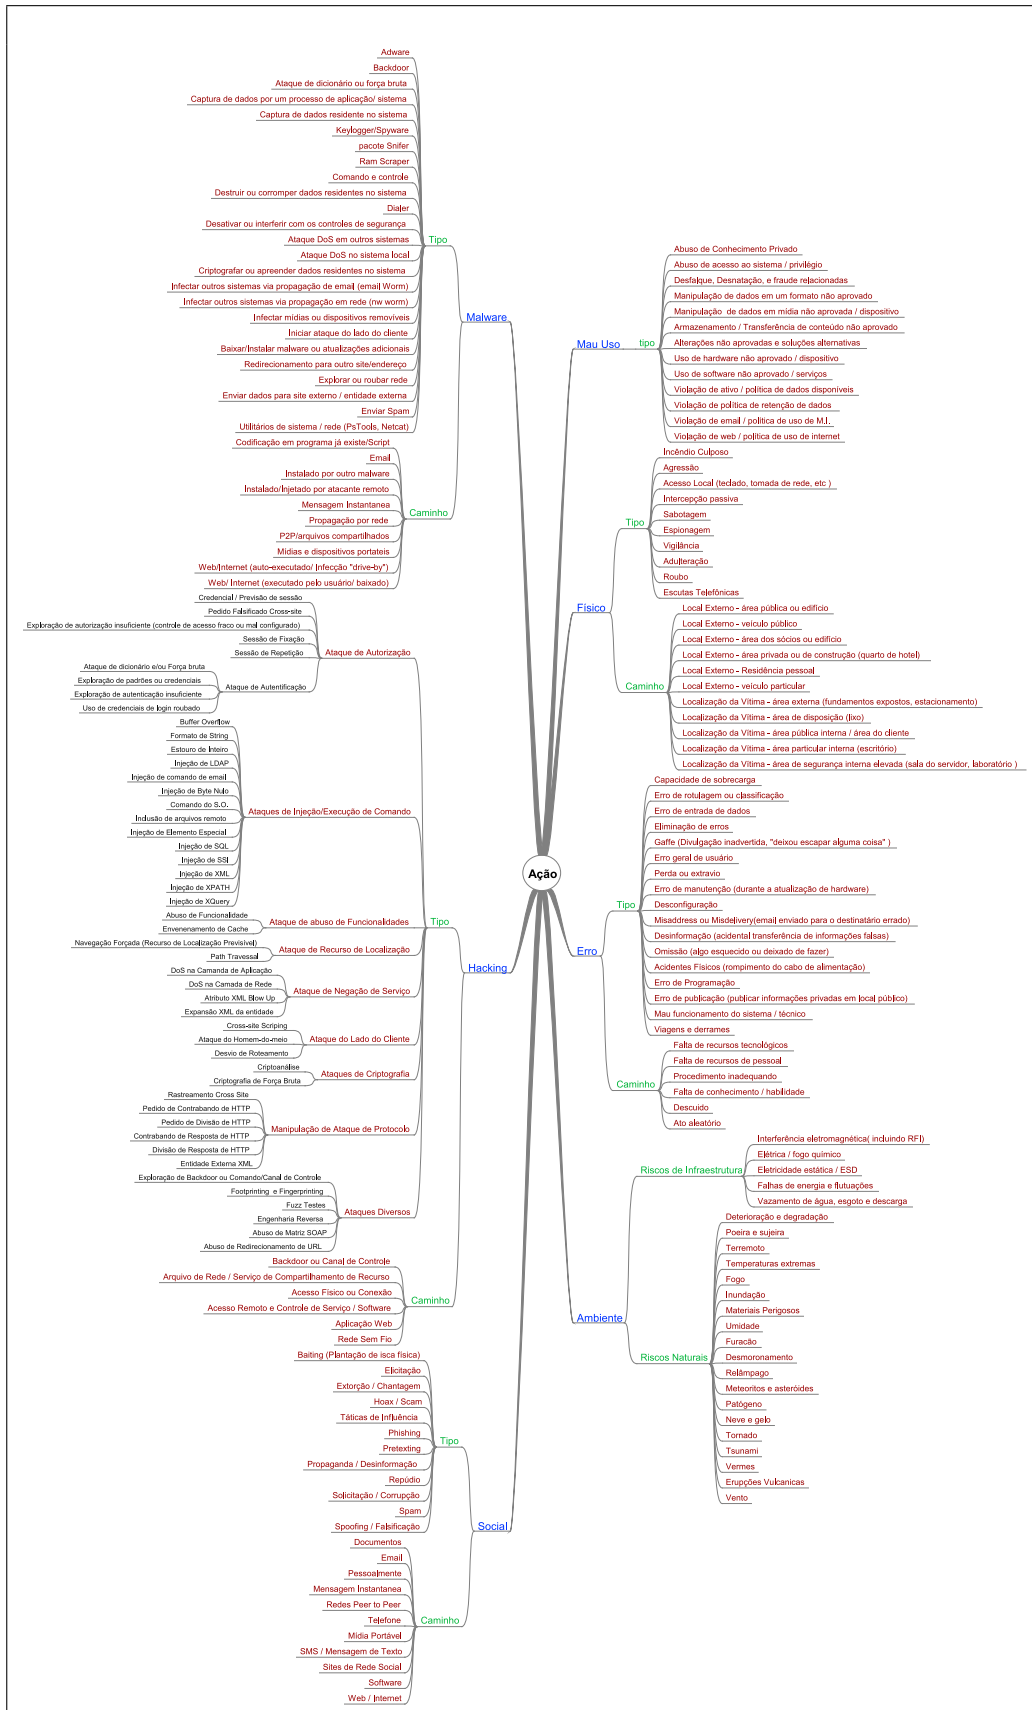 Adware
Backdoor
Ataque de dicionário ou força bruta
Captura de dados por um processo de aplicação/ sistema
Captura de dados residente no sistema
Keylogger/Spyware
pacote Snifer
Ram Scraper
Comando e controle
Destruir ou corromper dados residentes no sistema
Dialer
Desativar ou interferir com os controles de segurança
Ataque DoS em outros sistemas
Ataque DoS no sistema local
Criptografar ou apreender dados residentes no sistema
Infectar outros sistemas via propagação de email (email Worm)
Infectar outros sistemas via propagação em rede (nw worm)
Infectar mídias ou dispositivos removíveis
Iniciar ataque do lado do cliente
Baixar/Instalar malware ou atualizações adicionais
Redirecionamento para outro site/endereço
Explorar ou roubar rede
Enviar dados para site externo / entidade externa
Enviar Spam
Utilitários de sistema / rede (PsTools, Netcat)
Tipo
Codificação em programa já existe/Script
Email
Instalado por outro malware
Instalado/Injetado por atacante remoto
Mensagem Instantanea
Propagação por rede
P2P/arquivos compartilhados
Mídias e dispositivos portateis
Web/Internet (auto-executado/ Infecção "drive-by")
Web/ Internet (executado pelo usuário/ baixado)
Caminho
Malware
Credencial / Previsão de sessão
Pedido Falsificado Cross-site
Exploração de autorização insuficiente (controle de acesso fraco ou mal configurado)
Sessão de Fixação
Sessão de Repetição
Ataque de dicionário e/ou Força bruta
Exploração de padrões ou credenciais
Exploração de autenticação insuficiente
Uso de credenciais de login roubado
Ataque de Autentificação
Ataque de Autorização
Buffer Overflow
Formato de String
Estouro de Inteiro
Injeção de LDAP
Injeção de comando de email
Injeção de Byte Nulo
Comando do S.O.
Inclusão de arquivos remoto
Injeção de Elemento Especial
Injeção de SQL
Injeção de SSI
Injeção de XML
Injeção de XPATH
Injeção de XQuery
Ataques de Injeção/Execução de Comando
Abuso de Funcionalidade
Envenenamento de Cache
Ataque de abuso de Funcionalidades
Navegação Forçada (Recurso de Localização Previsível)
Path Travessal
Ataque de Recurso de Localização
DoS na Camanda de Aplicação
DoS na Camada de Rede
Atributo XML Blow Up
Expansão XML da entidade
Ataque de Negação de Serviço
Cross-site Scriping
Ataque do Homem-do-meio
Desvio de Roteamento
Ataque do Lado do Cliente
Criptoanálise
Criptografia de Força Bruta
Ataques de Criptografia
Rastreamento Cross Site
Pedido de Contrabando de HTTP
Pedido de Divisão de HTTP
Contrabando de Resposta de HTTP
Divisão de Resposta de HTTP
Entidade Externa XML
Manipulação de Ataque de Protocolo
Exploração de Backdoor ou Comando/Canal de Controle
Footprinting e Fingerprinting
Fuzz Testes
Engenharia Reversa
Abuso de Matriz SOAP
Abuso de Redirecionamento de URL
Ataques Diversos
Tipo
Backdoor ou Canal de Controle
Arquivo de Rede / Serviço de Compartilhamento de Recurso
Acesso Físico ou Conexão
Acesso Remoto e Controle de Serviço / Software
Aplicação Web
Rede Sem Fio
Caminho
Hacking
Baiting (Plantação de isca física)
Elicitação
Extorção / Chantagem
Hoax / Scam
Táticas de Influência
Phishing
Pretexting
Propaganda / Desinformação
Repúdio
Solicitação / Corrupção
Spam
Spoofing / Falsificação
Tipo
Documentos
Email
Pessoalmente
Mensagem Instantanea
Redes Peer to Peer
Telefone
Mídia Portável
SMS / Mensagem de Texto
Sites de Rede Social
Software
Web / Internet
Caminho
Social
Ação
Mau Uso
tipo
Abuso de Conhecimento Privado
Abuso de acesso ao sistema / privilégio
Desfalque, Desnatação, e fraude relacionadas
Manipulação de dados em um formato não aprovado
Manipulação de dados em mídia não aprovada / dispositivo
Armazenamento / Transferência de conteúdo não aprovado
Alterações não aprovadas e soluções alternativas
Uso de hardware não aprovado / dispositivo
Uso de software não aprovado / serviços
Violação de ativo / política de dados disponíveis
Violação de política de retenção de dados
Violação de email / política de uso de M.I.
Violação de web / política de uso de internet
Físico
Tipo
Incêndio Culposo
Agressão
Acesso Local (teclado, tomada de rede, etc )
Intercepção passiva
Sabotagem
Espionagem
Vigilância
Adulteração
Roubo
Escutas Telefônicas
Caminho
Local Externo - área pública ou edifício
Local Externo - veículo público
Local Externo - área dos sócios ou edifício
Local Externo - área privada ou de construção (quarto de hotel)
Local Externo - Residência pessoal
Local Externo - veículo particular
Localização da Vítima - área externa (fundamentos expostos, estacionamento)
Localização da Vítima - área de disposição (lixo)
Localização da Vítima - área pública interna / área do cliente
Localização da Vítima - área particular interna (escritório)
Localização da Vítima - área de segurança interna elevada (sala do servidor, laboratório )
Erro
Tipo
Capacidade de sobrecarga
Erro de rotulagem ou classificação
Erro de entrada de dados
Eliminação de erros
Gaffe (Divulgação inadvertida, "deixou escapar alguma coisa" )
Erro geral de usuário
Perda ou extravio
Erro de manutenção (durante a atualização de hardware)
Desconfiguração
Misaddress ou Misdelivery(email enviado para o destinatário errado)
Desinformação (acidental transferência de informações falsas)
Omissão (algo esquecido ou deixado de fazer)
Acidentes Físicos (rompimento do cabo de alimentação)
Erro de Programação
Erro de publicação (publicar informações privadas em local público)
Mau funcionamento do sistema / técnico
Viagens e derrames
Caminho
Falta de recursos tecnológicos
Falta de recursos de pessoal
Procedimento inadequando
Falta de conhecimento / habilidade
Descuido
Ato aleatório
Ambiente
Riscos de Infraestrutura
Interferência eletromagnética( incluindo RFI)
Elétrica / fogo químico
Eletricidade estática / ESD
Falhas de energia e flutuações
Vazamento de água, esgoto e descarga
Riscos Naturais
Deterioração e degradação
Poeira e sujeira
Terremoto
Temperaturas extremas
Fogo
Inundação
Materiais Perigosos
Umidade
Furacão
Desmoronamento
Relâmpago
Meteoritos e asteróides
Patógeno
Neve e gelo
Tornado
Tsunami
Vermes
Erupções Vulcanicas
Vento